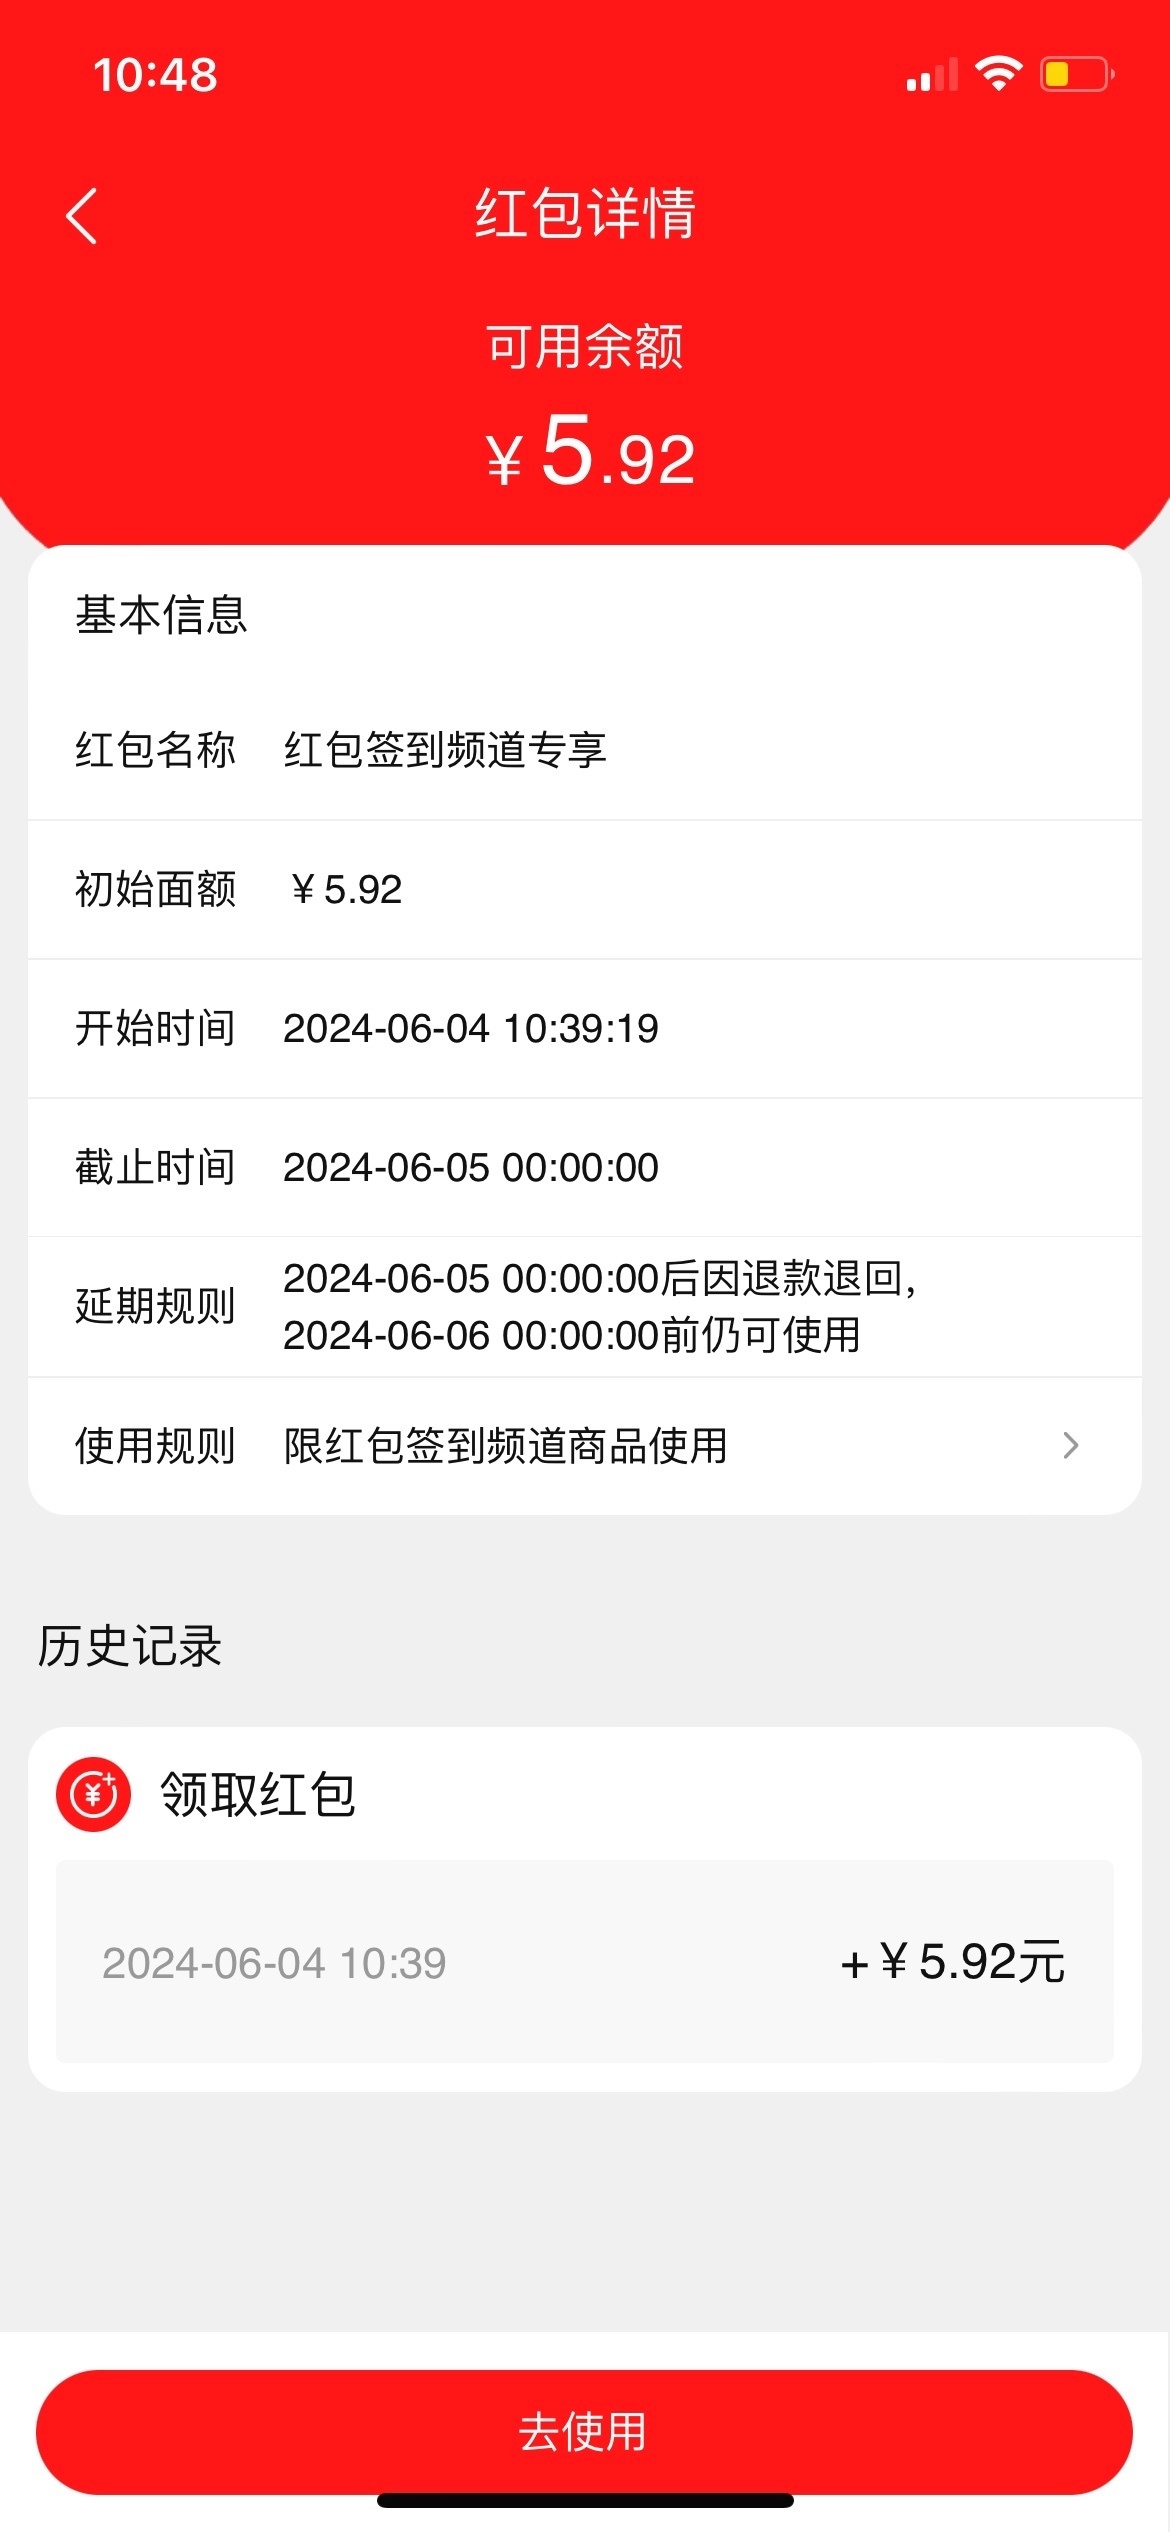 10:48
红包详情
可用余额
¥5.92
基本信息
红包名称 红包签到频道专享
初始面额 ¥5.92
开始时间 2024-06-04 10:39:19
截止时间 2024-06-05 00:00:00
延期规则 2024-06-05 00:00:00后因退款退回,
2024-06-06 00:00:00前仍可使用
使用规则 限红包签到频道商品使用
历史记录
领取红包
2024-06-04 10:39 +¥5.92元
去使用